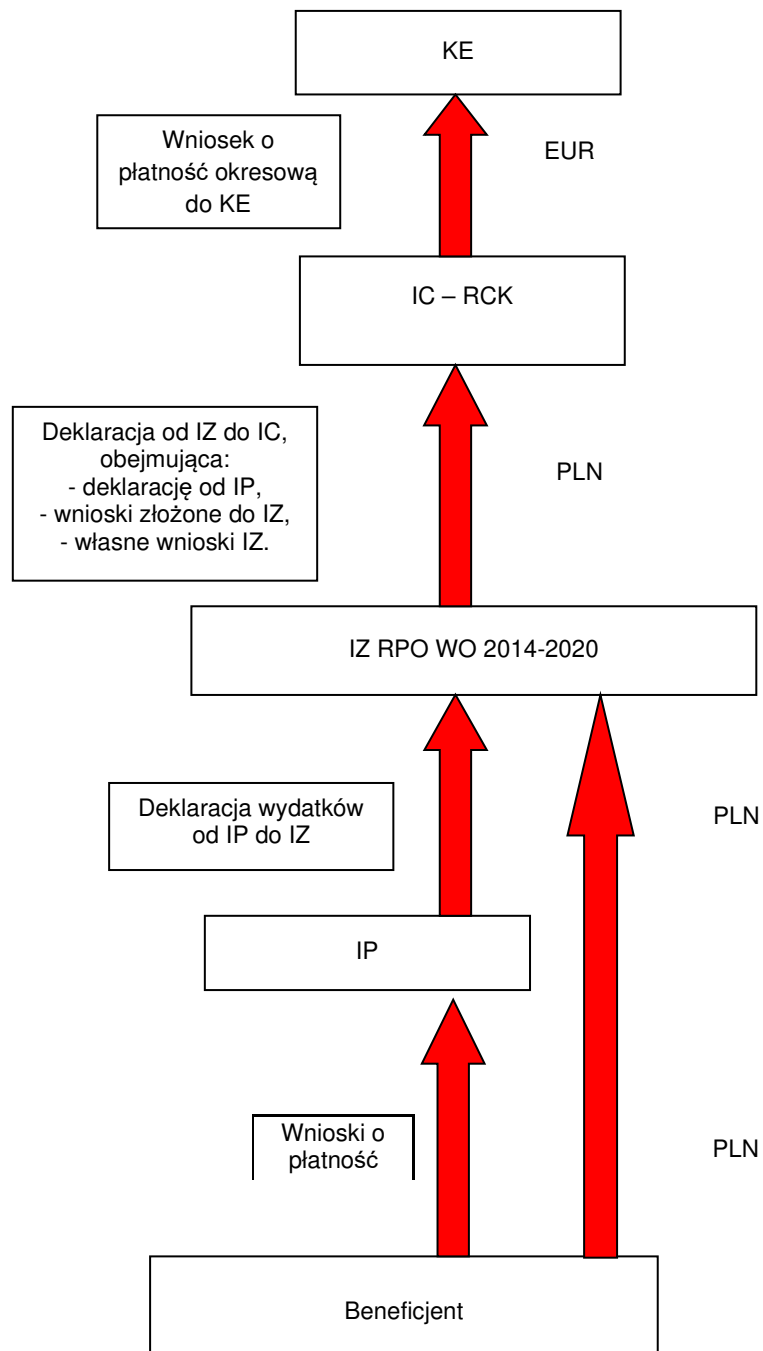 KE
Wniosek o
płatność okresową
do KE
EUR
IC – RCK
Deklaracja od IZ do IC,
obejmująca:
- deklarację od IP,
- wnioski złożone do IZ,
- własne wnioski IZ.
PLN
IZ RPO WO 2014-2020
Deklaracja wydatków
od IP do IZ
PLN
IP
Wnioski o
płatność
PLN
Beneficjent